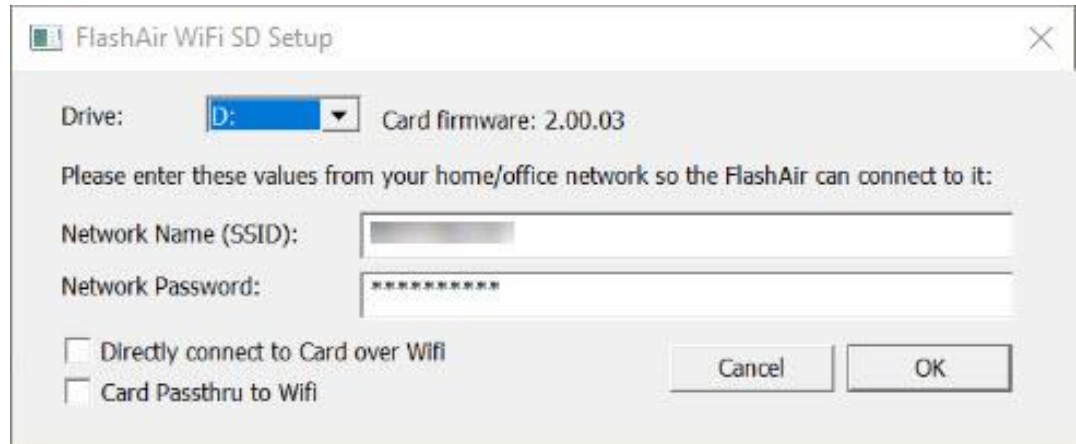 FlashAir WiFi SD Setup
Drive: D: Card firmware: 2.00.03
Please enter these values from your home/office network so the FlashAir can connect to it:
Network Name (SSID):
Network Password: **********
Directly connect to Card over Wifi
Card Passthru to Wifi
Cancel OK